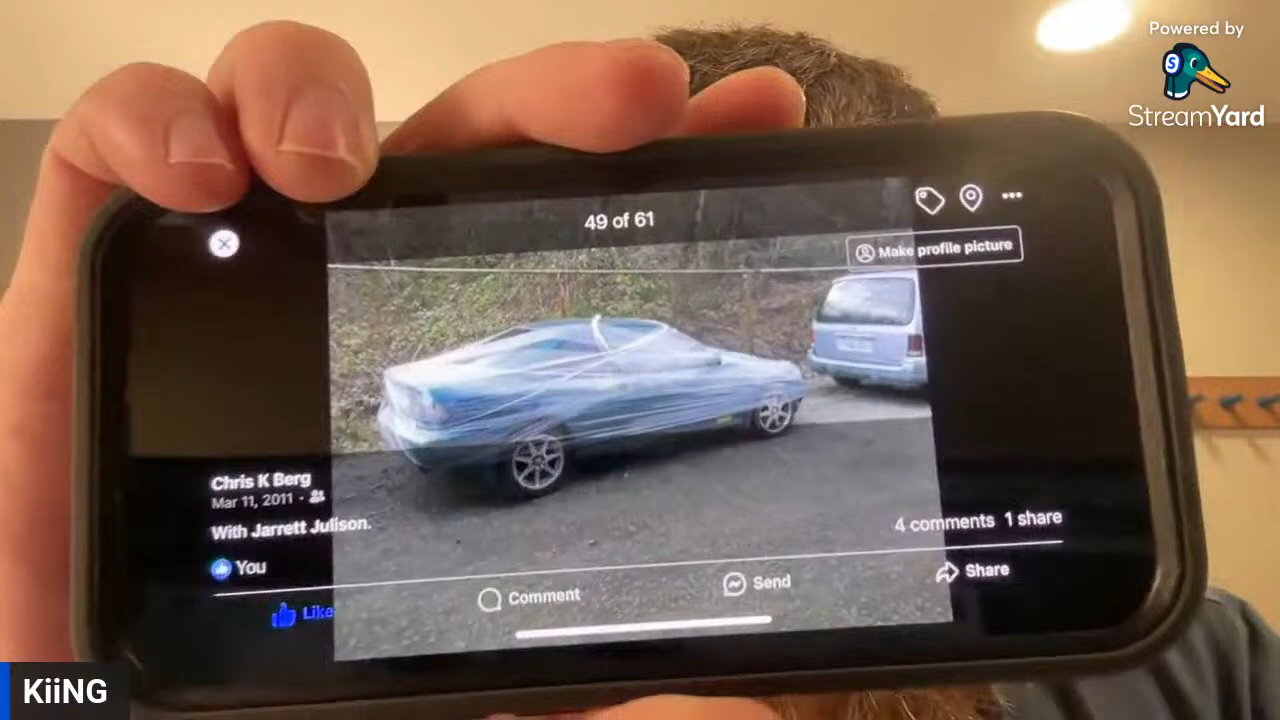 Powered by
StreamYard
49 of 61
Make profile picture
Chris K Berg
Mar 11, 2011
With Jarrett Julison.
4 comments 1 share
You
Like
Comment
Send
Share
KiiNG